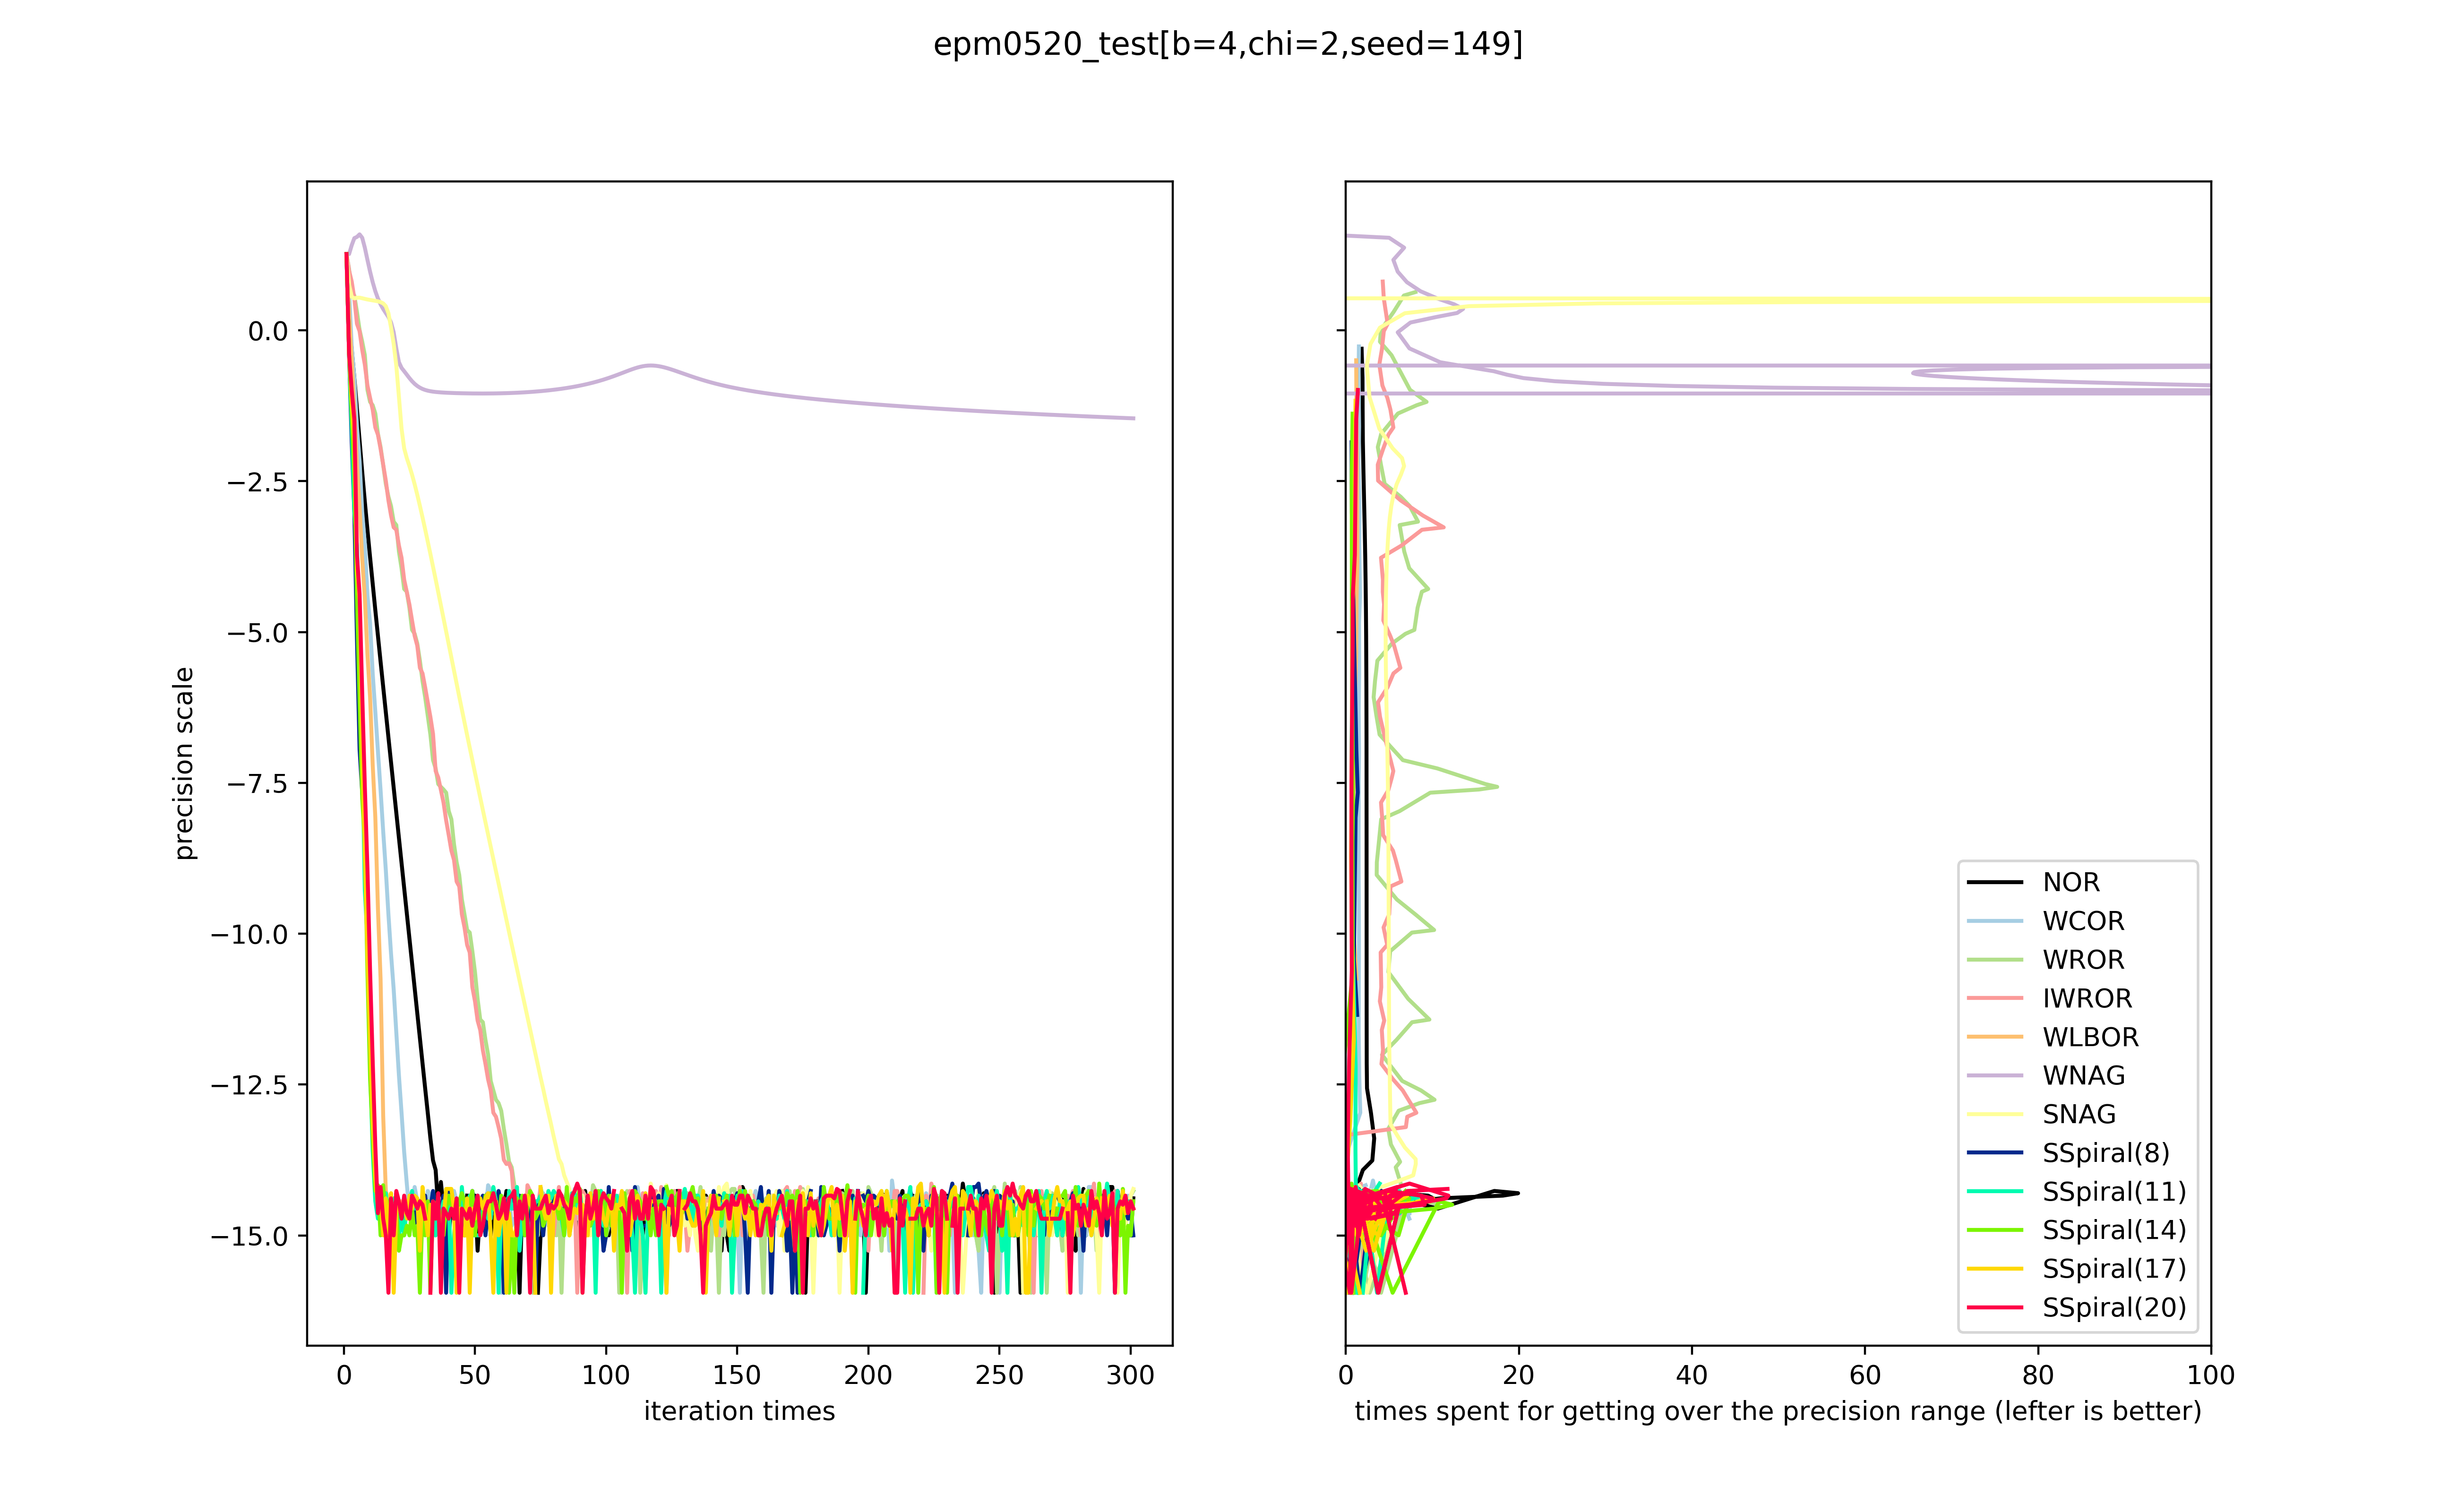 epm0520_test[b=4,chi=2,seed=149]
precision scale
0.0
−2.5
−5.0
−7.5
−10.0
−12.5
−15.0
0 50 100 150 200 250 300
iteration times
0 20 40 60 80 100
times spent for getting over the precision range (lefter is better)
NOR
WCOR
WROR
IWROR
WLBOR
WNAG
SNAG
SSpiral(8)
SSpiral(11)
SSpiral(14)
SSpiral(17)
SSpiral(20)